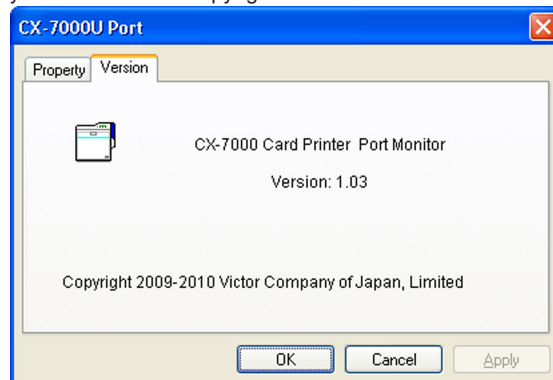 CX-7000U Port
Property Version
CX-7000 Card Printer Port Monitor
Version: 1.03
Copyright 2009-2010 Victor Company of Japan, Limited
OK Cancel Apply